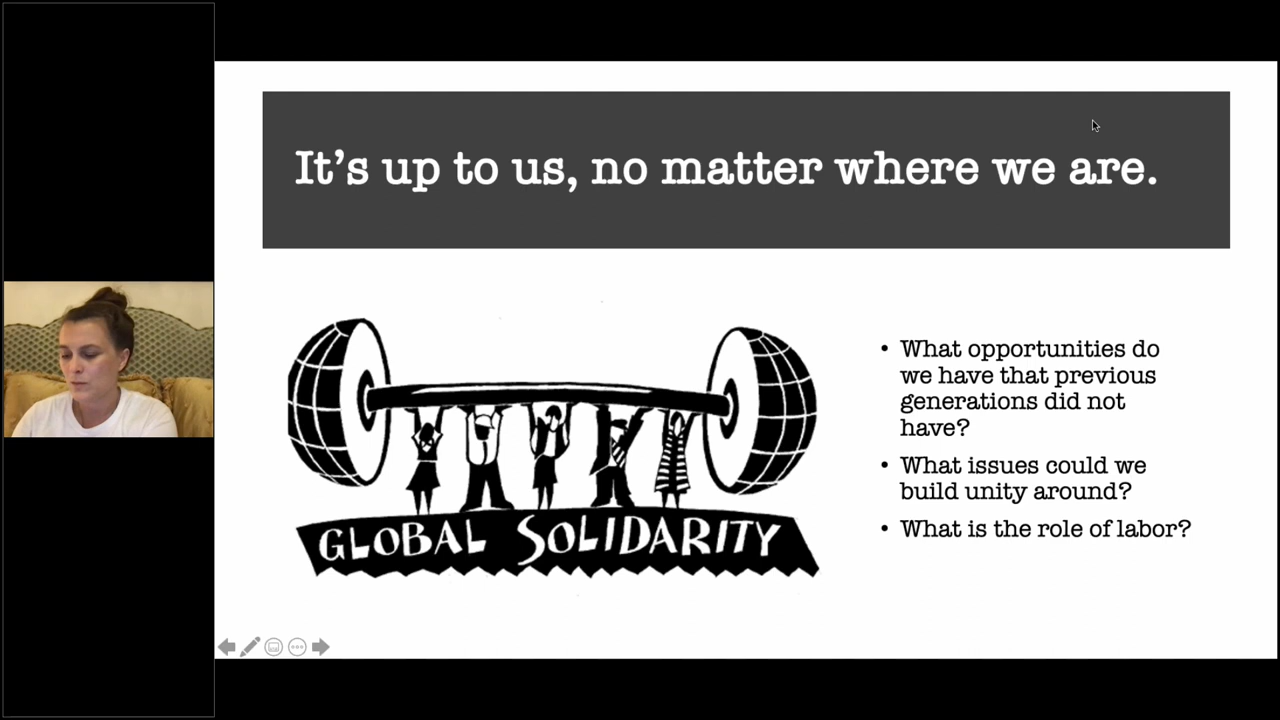 It’s up to us, no matter where we are.
GLOBAL SOLIDARITY
• What opportunities do
we have that previous
generations did not
have?
• What issues could we
build unity around?
• What is the role of labor?